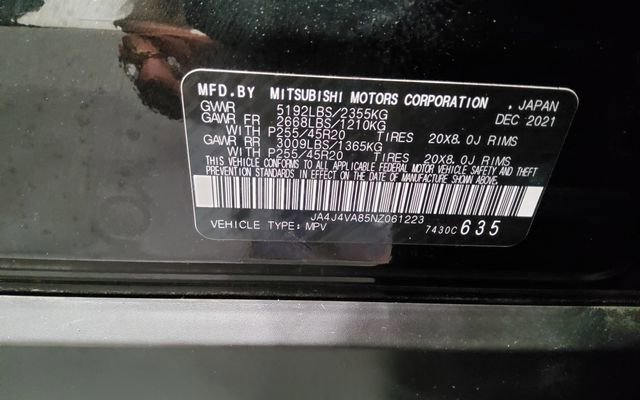 MFD.BY MITSUBISHI MOTORS CORPORATION , JAPAN
GVWR 5192LBS/2355KG DEC 2021
GAWR FR 2668LBS/1210KG
WITH P255/45R20 TIRES 20X8.0J RIMS
GAWR RR 3009LBS/1365KG
WITH P255/45R20 TIRES 20X8.0J RIMS
THIS VEHICLE CONFORMS TO ALL APPLICABLE FEDERAL MOTOR VEHICLE SAFETY AND THEFT
PREVENTION STANDARDS IN EFFECT ON THE DATE OF MANUFACTURE SHOWN ABOVE.
JA4J4VA85NZ061223
VEHICLE TYPE: MPV 7430C 635